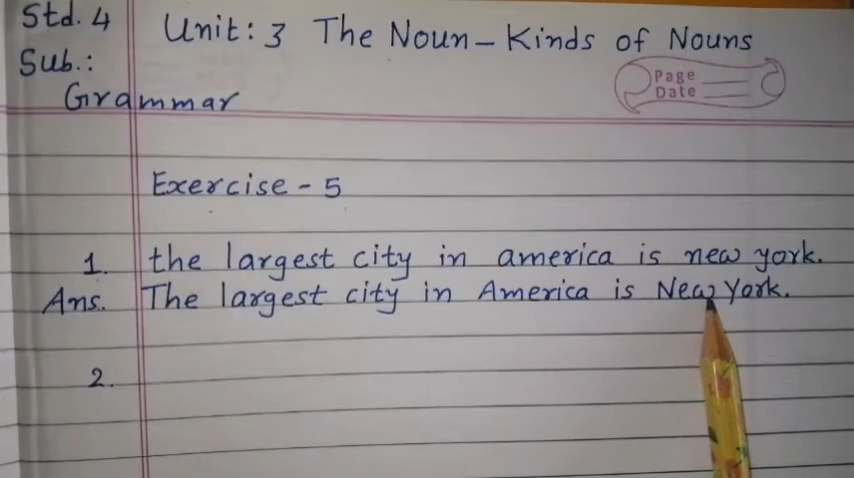 Std. 4
Unit: 3 The Noun - Kinds of Nouns
Sub.:
Grammar
Page
Date
Exercise - 5
1. the largest city in america is new york.
Ans. The largest city in America is New York.
2.